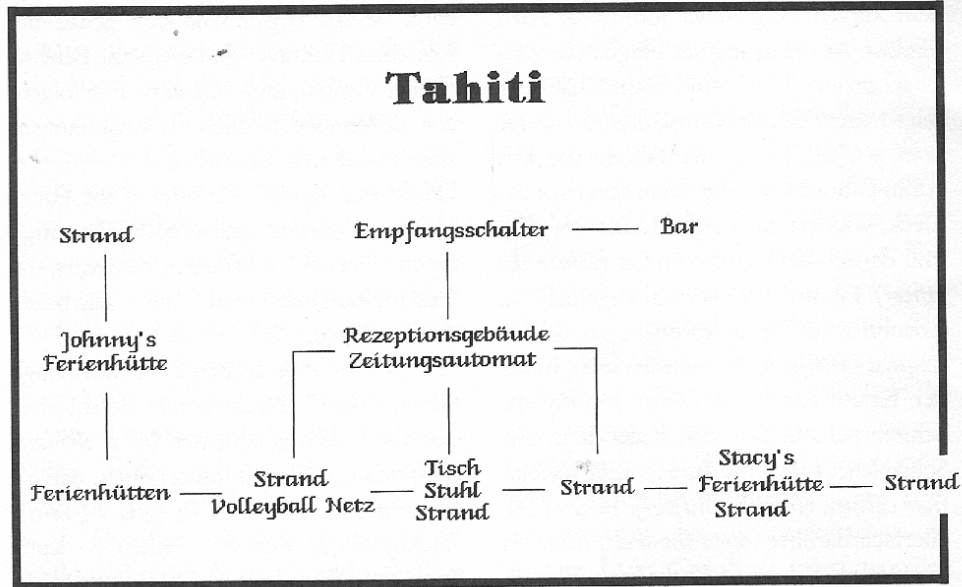 Tahiti
Strand
Empfangsschalter
Bar
Johnny's
Ferienhütte
Rezeptionsgebäude
Zeitungsautomat
Ferienhütten
Strand
Volleyball Netz
Tisch
Stuhl
Strand
Strand
Stacy's
Ferienhütte
Strand
Strand